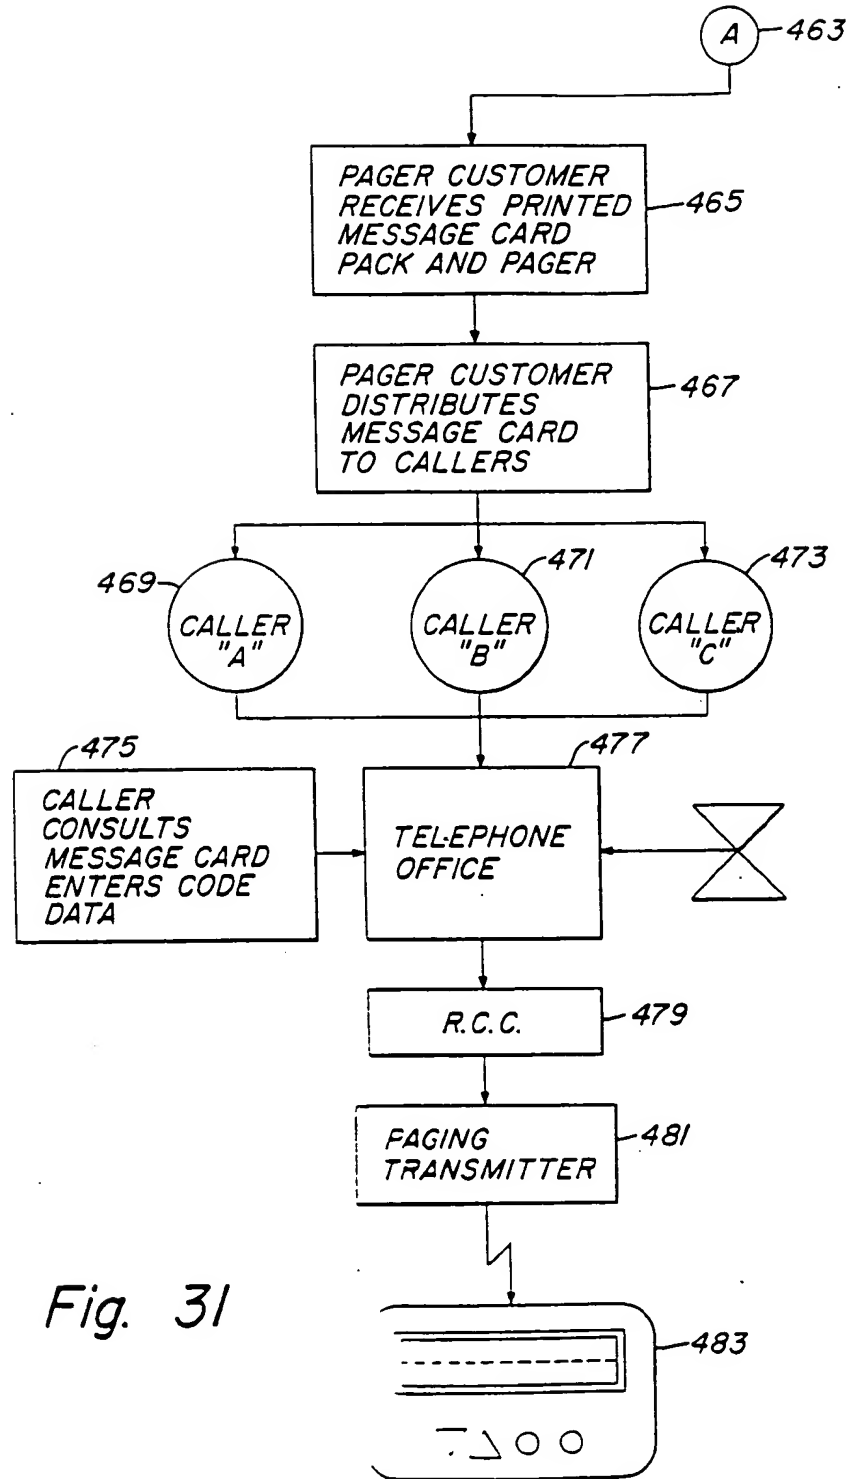 A
463
PAGER CUSTOMER
RECEIVES PRINTED
MESSAGE CARD
PACK AND PAGER
465
PAGER CUSTOMER
DISTRIBUTES
MESSAGE CARD
TO CALLERS
467
469
CALLER
"A"
471
CALLER
"B"
473
CALLER
"C"
475
CALLER
CONSULTS
MESSAGE CARD
ENTERS CODE
DATA
477
TELEPHONE
OFFICE
R.C.C.
479
PAGING
TRANSMITTER
481
Fig. 31
483